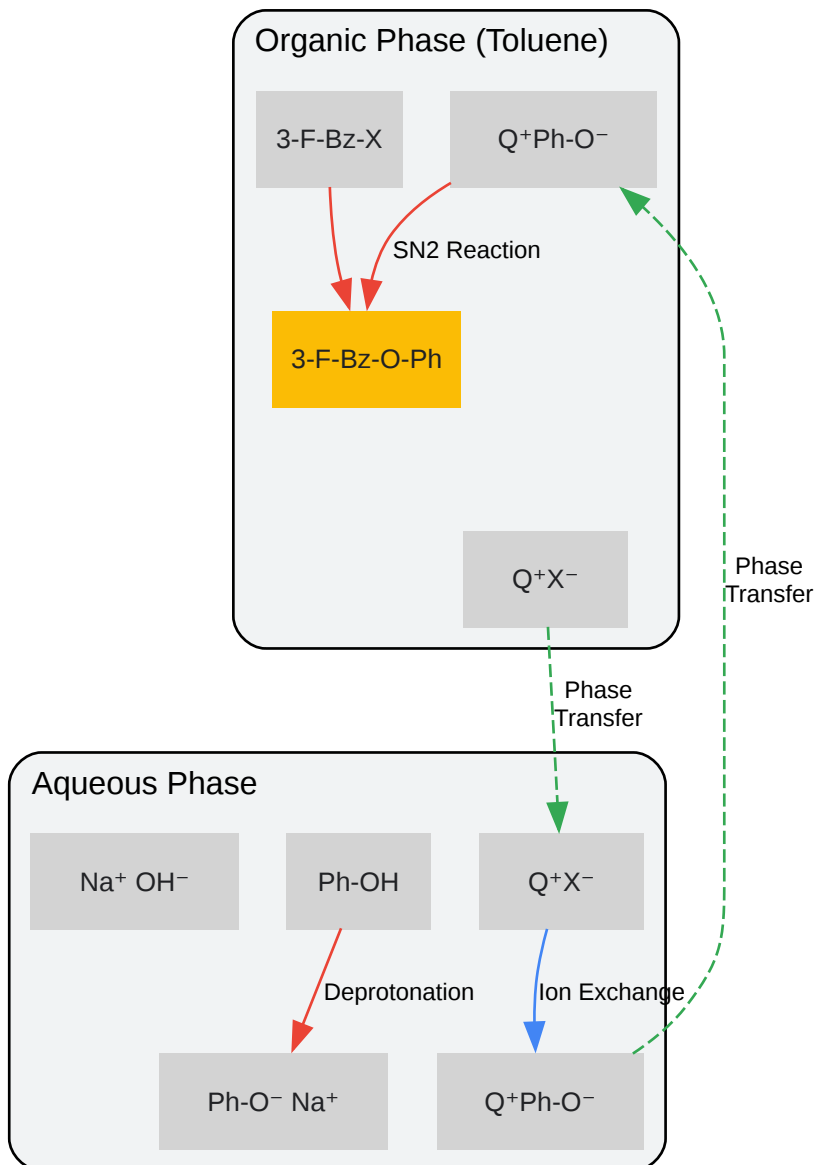 Organic Phase (Toluene)
3-F-Bz-X
Q⁺Ph-O⁻
SN2 Reaction
3-F-Bz-O-Ph
Q⁺X⁻
Phase
Transfer
Phase
Transfer
Aqueous Phase
Na⁺ OH⁻
Ph-OH
Q⁺X⁻
Deprotonation
Ion Exchange
Ph-O⁻ Na⁺
Q⁺Ph-O⁻